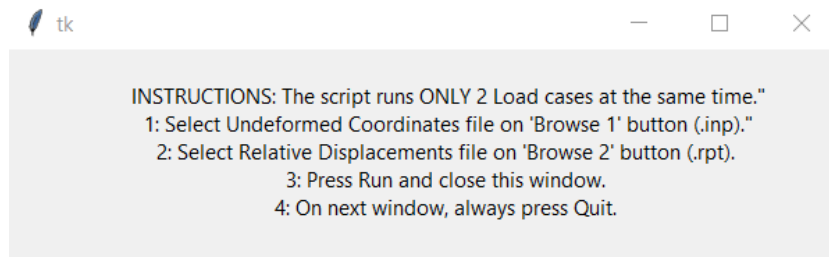 tk
INSTRUCTIONS: The script runs ONLY 2 Load cases at the same time."
1: Select Undeformed Coordinates file on 'Browse 1' button (.inp)."
2: Select Relative Displacements file on 'Browse 2' button (.rpt).
3: Press Run and close this window.
4: On next window, always press Quit.